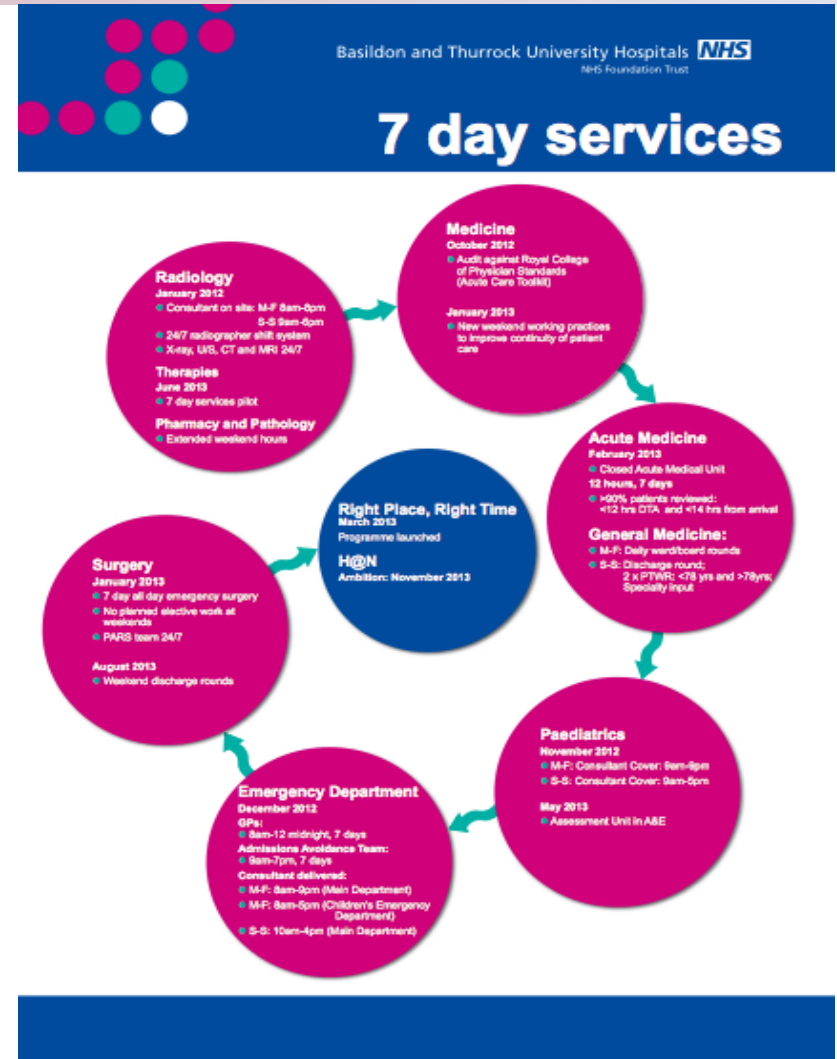 Basildon and Thurrock University Hospitals NHS
NHS Foundation Trust
7 day services
Radiology
January 2012
Consultant on site: M-F 8am-8pm
S-S 9am-6pm
24/7 radiographer shift system
X-ray, U/S, CT and MRI 24/7
Therapies
June 2013
7 day services pilot
Pharmacy and Pathology
Extended weekend hours
Medicine
October 2012
Audit against Royal College
of Physician Standards
(Acute Care Toolkit)
January 2013
New weekend working practices
to improve continuity of patient
care
Acute Medicine
February 2013
Closed Acute Medical Unit
12 hours, 7 days
>90% patients reviewed:
<12 hrs DTA and <14 hrs from arrival
General Medicine:
M-F: Daily ward/board rounds
S-S: Discharge round;
2 x PTWR: <78 yrs and >78yrs;
Specialty input
Paediatrics
November 2012
M-F: Consultant Cover: 9am-9pm
S-S: Consultant Cover: 9am-5pm
May 2013
Assessment Unit in A&E
Emergency Department
December 2012
GPs:
8am-12 midnight, 7 days
Admissions Avoidance Team:
9am-7pm, 7 days
Consultant delivered:
M-F: 8am-9pm (Main Department)
M-F: 8am-5pm (Children's Emergency
Department)
S-S: 10am-4pm (Main Department)
Surgery
January 2013
7 day all day emergency surgery
No planned elective work at
weekends
PARS team 24/7
August 2013
Weekend discharge rounds
Right Place, Right Time
March 2013
Programme launched
H@N
Ambition: November 2013